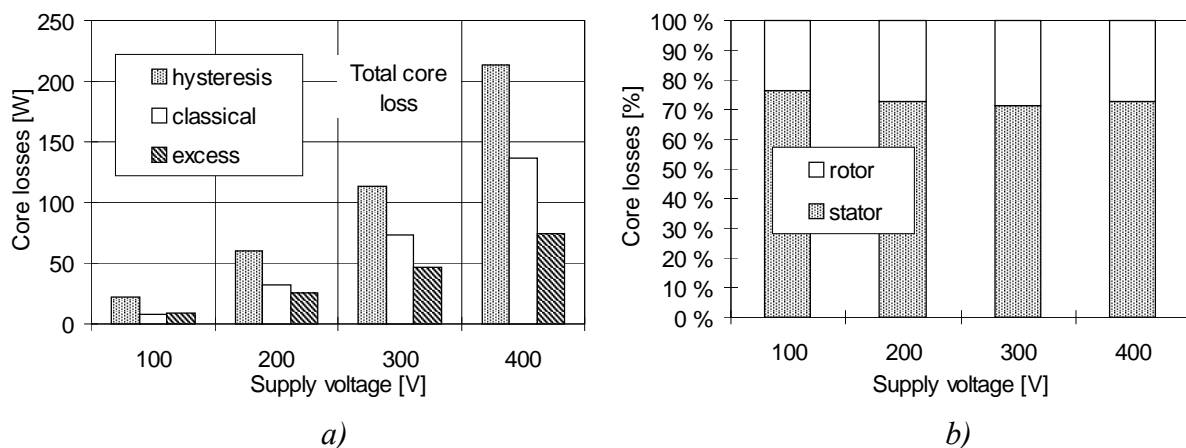 250
200
150
100
50
0
Core losses [W]
hysteresis
classical
excess
Total core
loss
100 200 300 400
Supply voltage [V]
a)
100 %
90 %
80 %
70 %
60 %
50 %
40 %
30 %
20 %
10 %
0 %
Core losses [%]
rotor
stator
100 200 300 400
Supply voltage [V]
b)